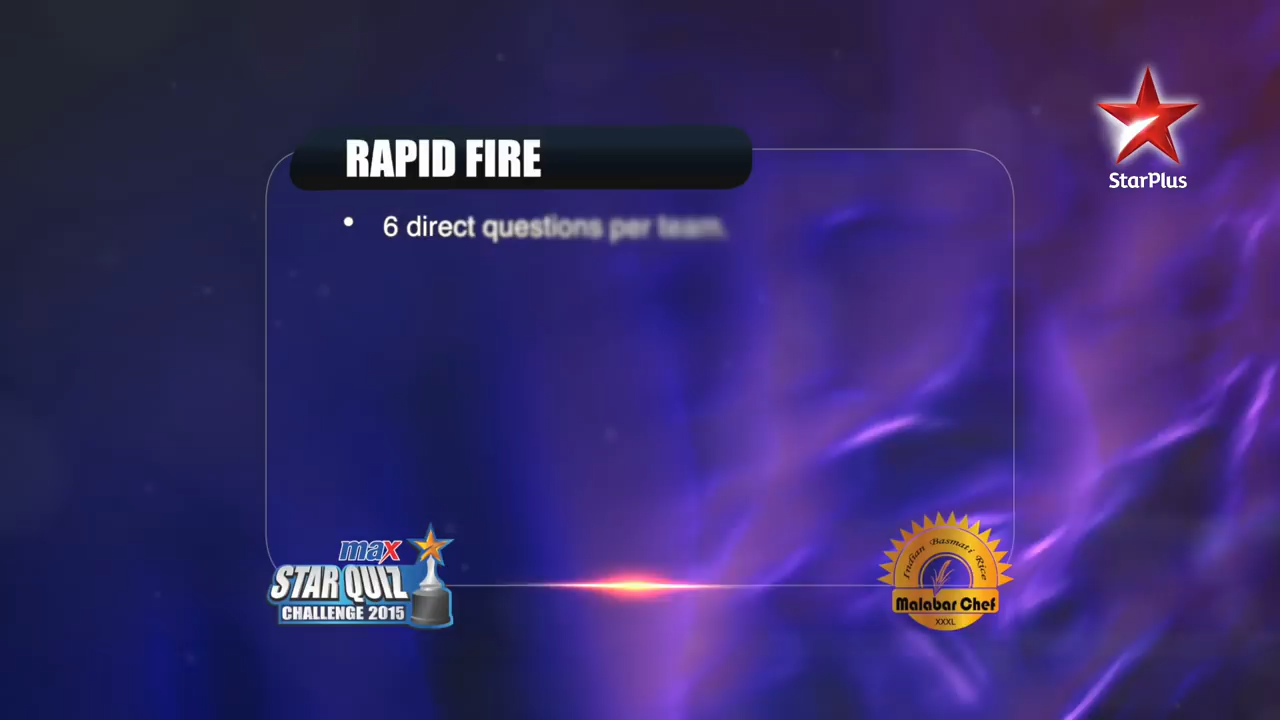 RAPID FIRE
StarPlus
• 6 direct questions per team.
max
STAR QUIZ
CHALLENGE 2015
Indian Basmati Rice
Malabar Chef
XXXL